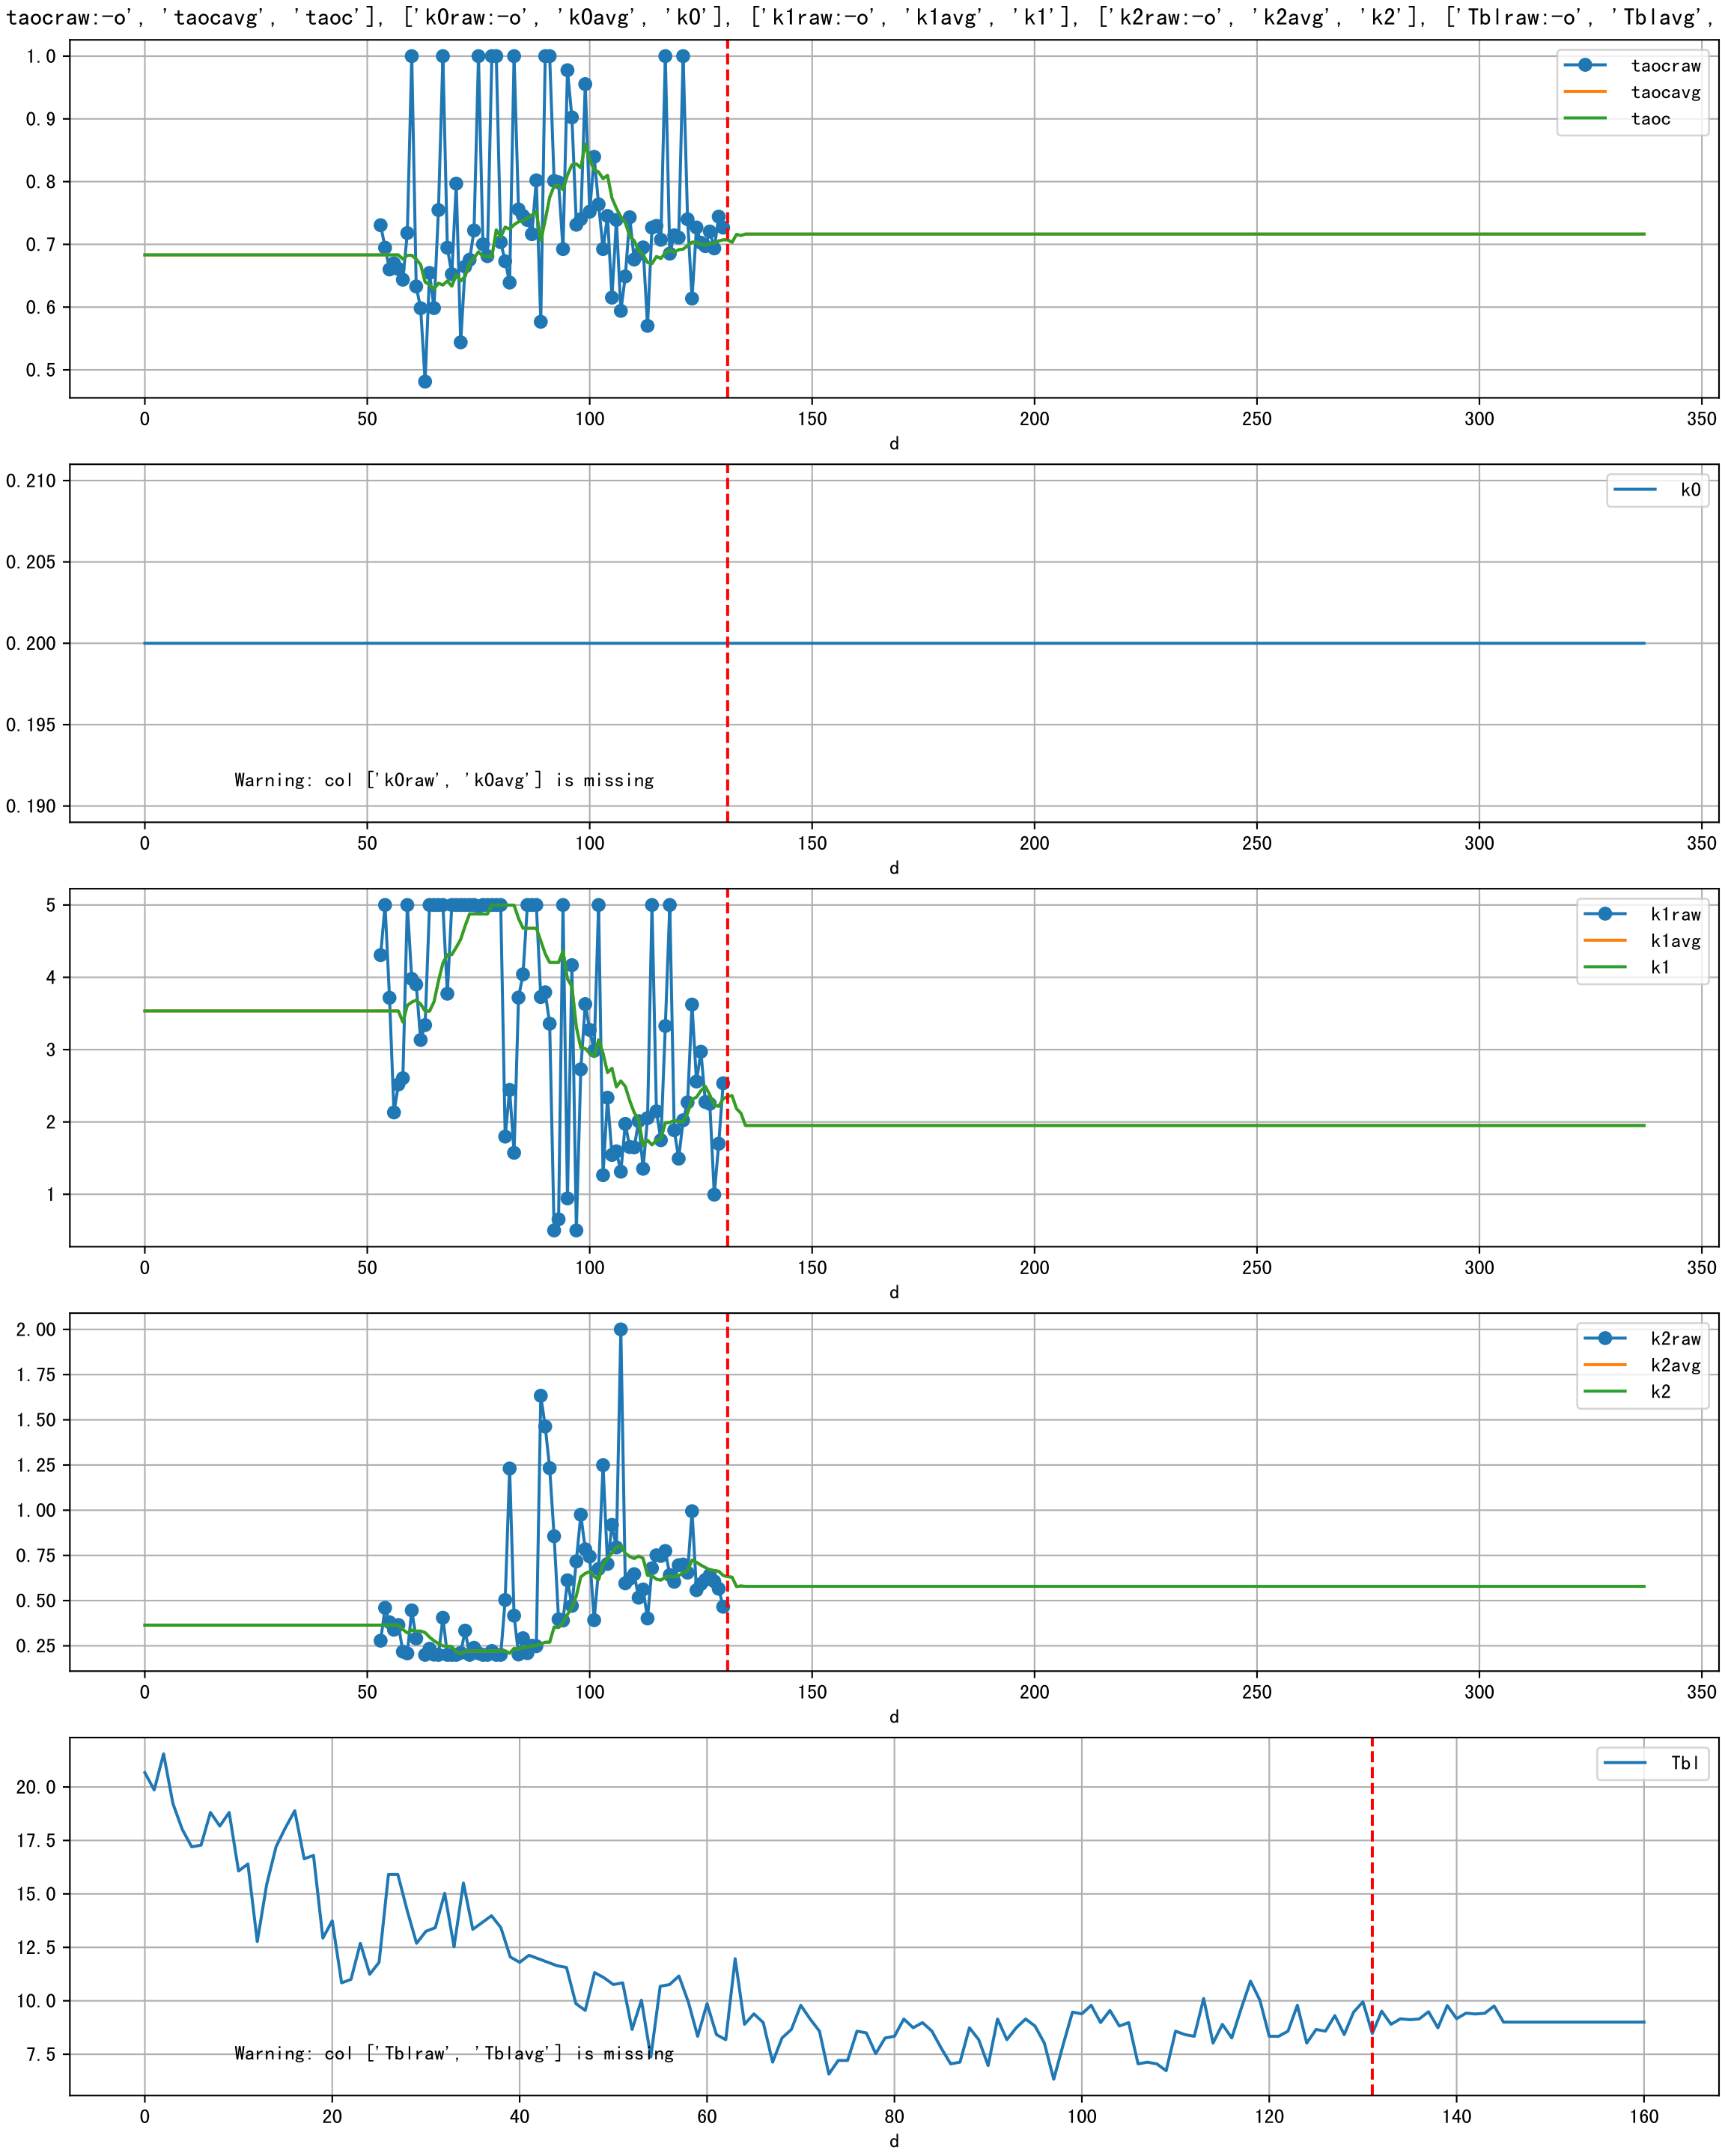 taocraw:-o', 'taocavg', 'taoc'], ['k0raw:-o', 'k0avg', 'k0'], ['k1raw:-o', 'k1avg', 'k1'], ['k2raw:-o', 'k2avg', 'k2'], ['Tblraw:-o', 'Tblavg',
1.0
0.9
0.8
0.7
0.6
0.5
taocraw
taocavg
taoc
0 50 100 150 200 250 300 350
d
0.210
0.205
0.200
0.195
0.190
k0
Warning: col ['k0raw', 'k0avg'] is missing
0 50 100 150 200 250 300 350
d
5
4
3
2
1
k1raw
k1avg
k1
0 50 100 150 200 250 300 350
d
2.00
1.75
1.50
1.25
1.00
0.75
0.50
0.25
k2raw
k2avg
k2
0 50 100 150 200 250 300 350
d
20.0
17.5
15.0
12.5
10.0
7.5
Tbl
Warning: col ['Tblraw', 'Tblavg'] is missing
0 20 40 60 80 100 120 140 160
d